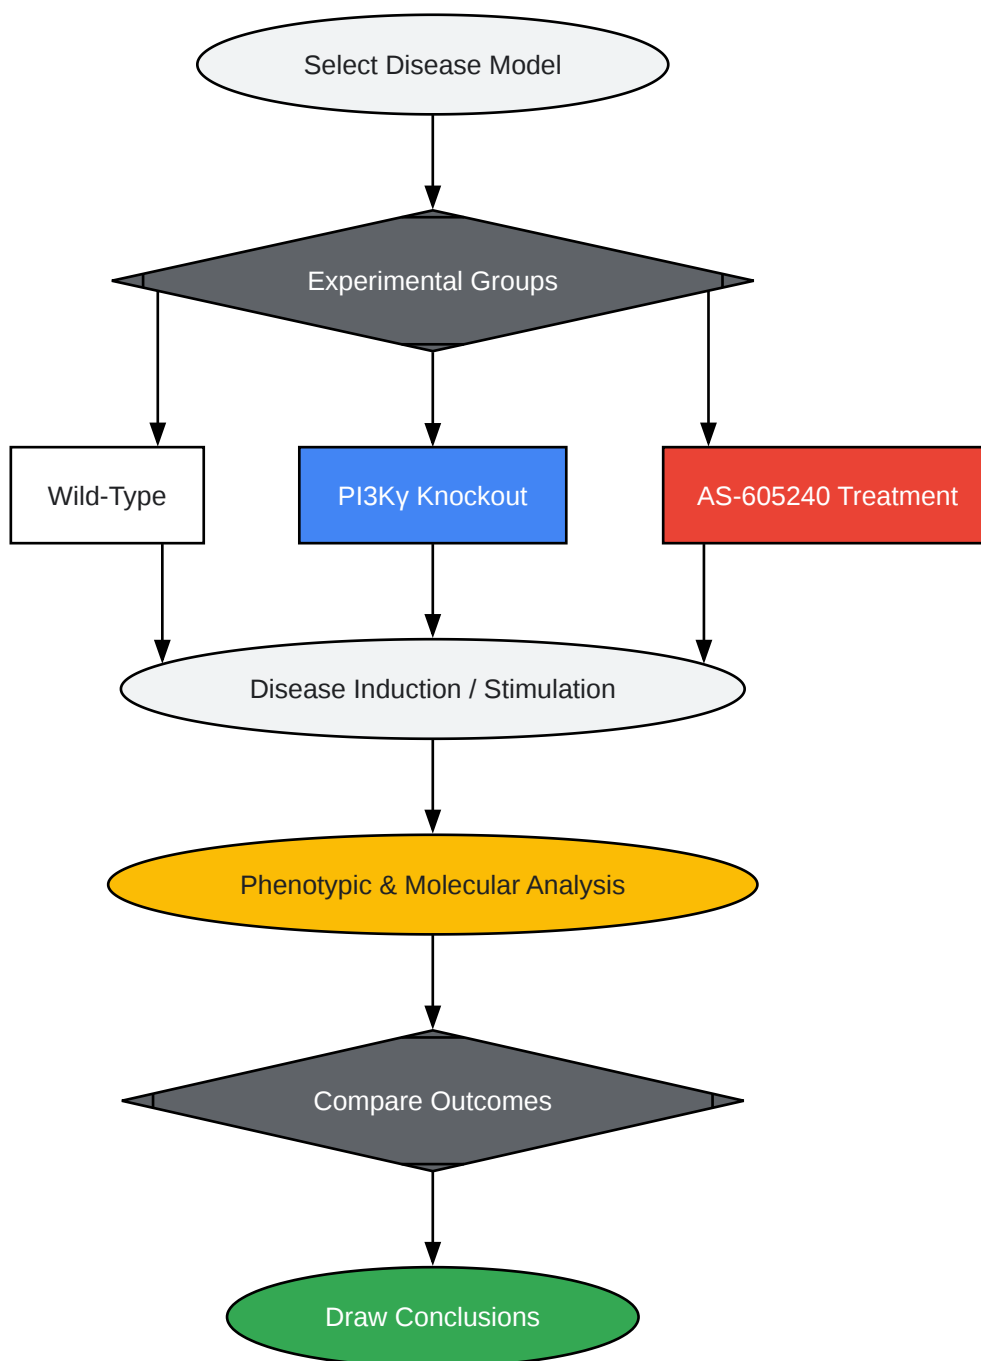 Select Disease Model
Experimental Groups
Wild-Type
PI3Kγ Knockout
AS-605240 Treatment
Disease Induction / Stimulation
Phenotypic & Molecular Analysis
Compare Outcomes
Draw Conclusions